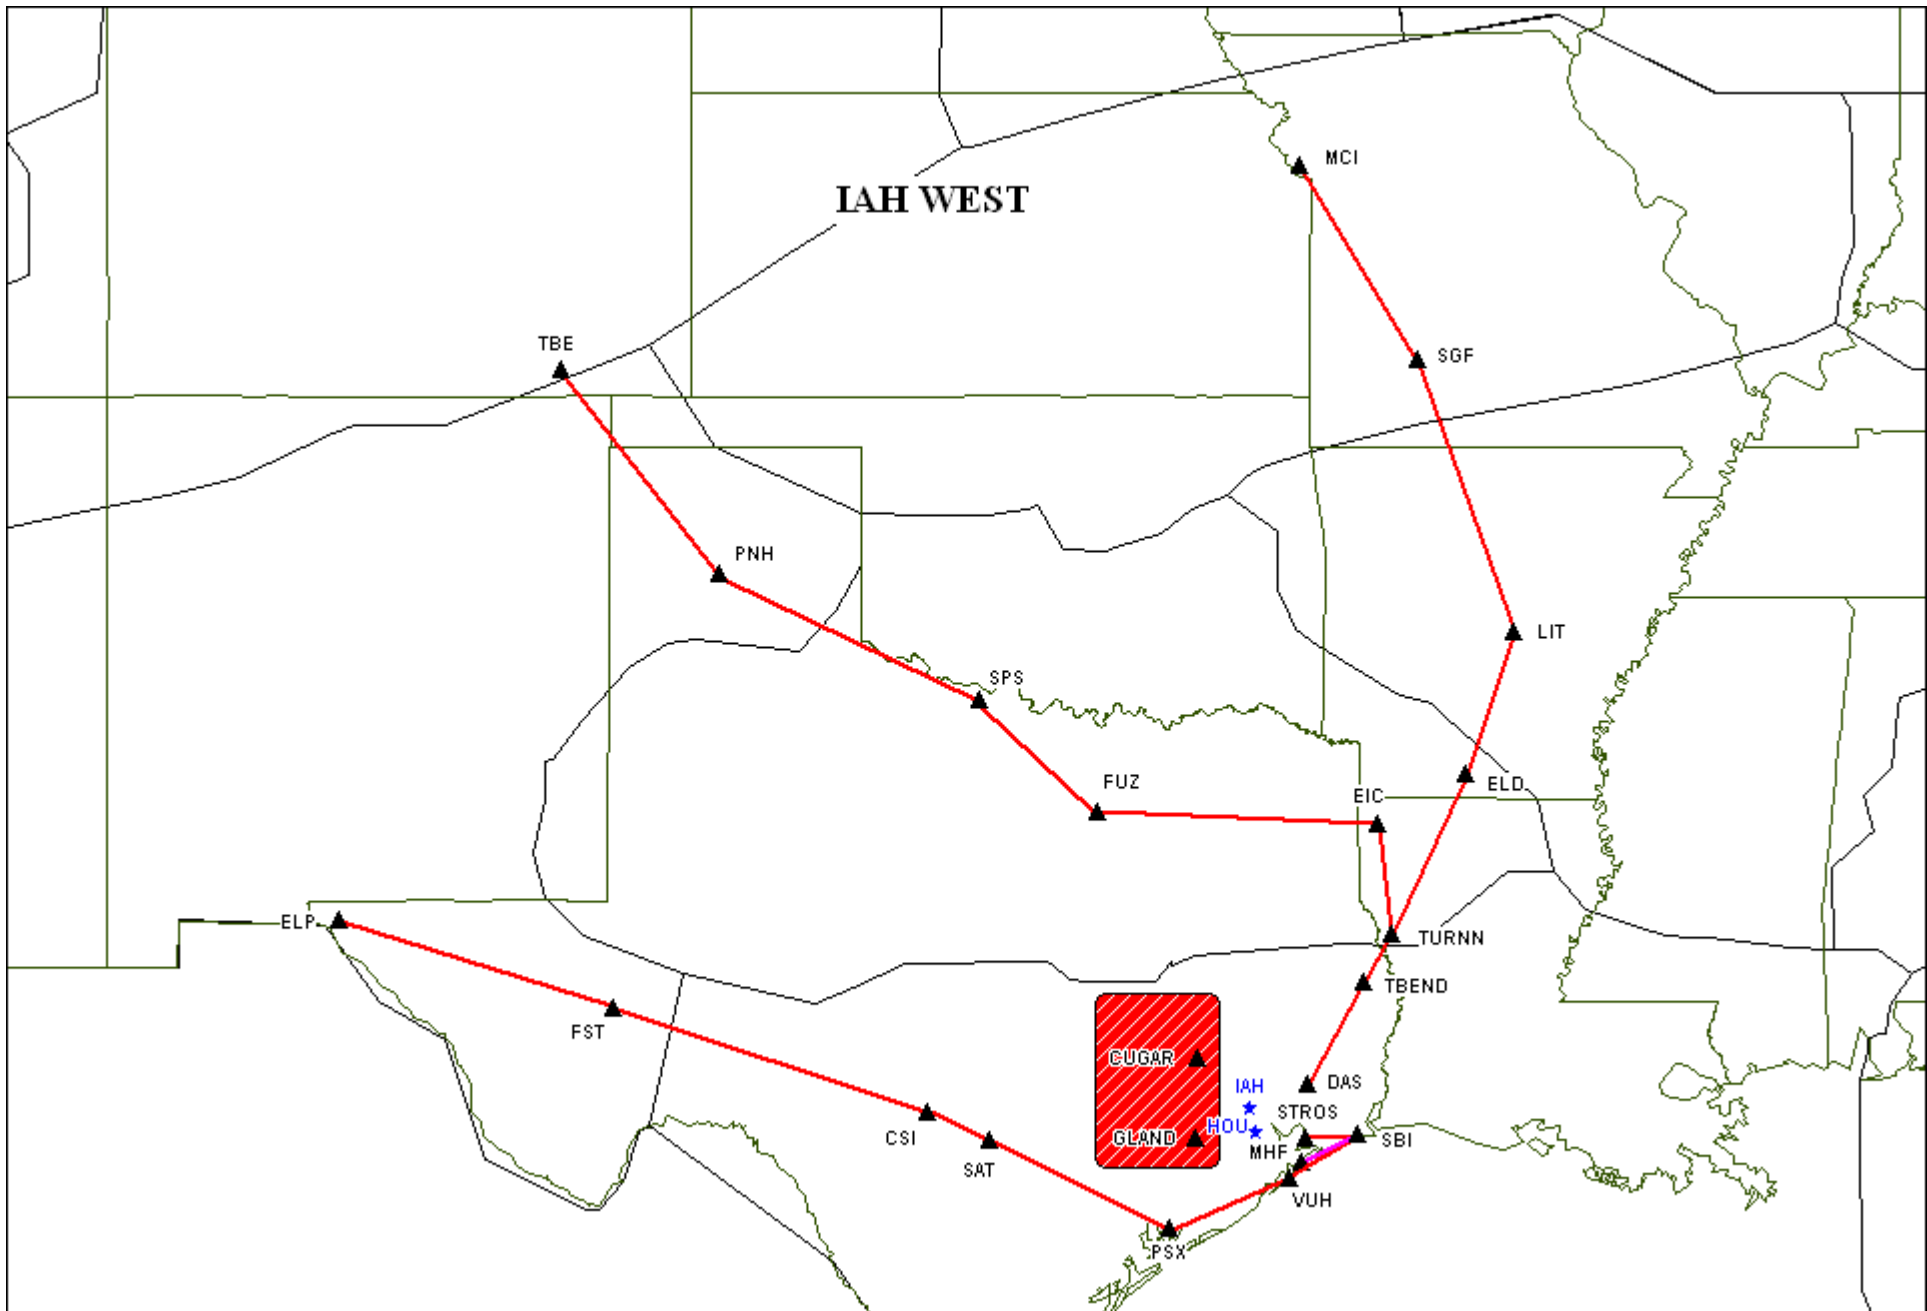 MCI
IAH WEST
TBE
SGF
PNH
LIT
SPS
FUZ
ELD
EIC
ELP
TURNN
TBEND
FST
CUGAR
DAS
IAH
STROS
CSI
GLAND
HOU
SBI
MHF
SAT
VUH
PSX